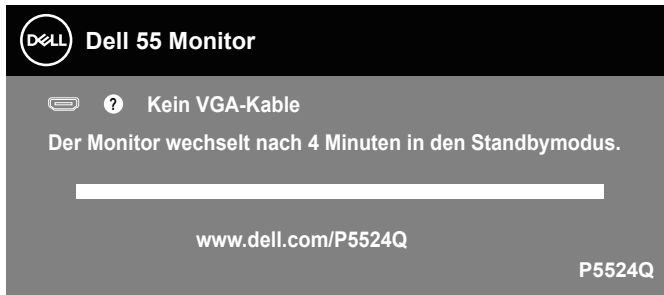 DELL
Dell 55 Monitor
? Kein VGA-Kable
Der Monitor wechselt nach 4 Minuten in den Standbymodus.
www.dell.com/P5524Q
P5524Q